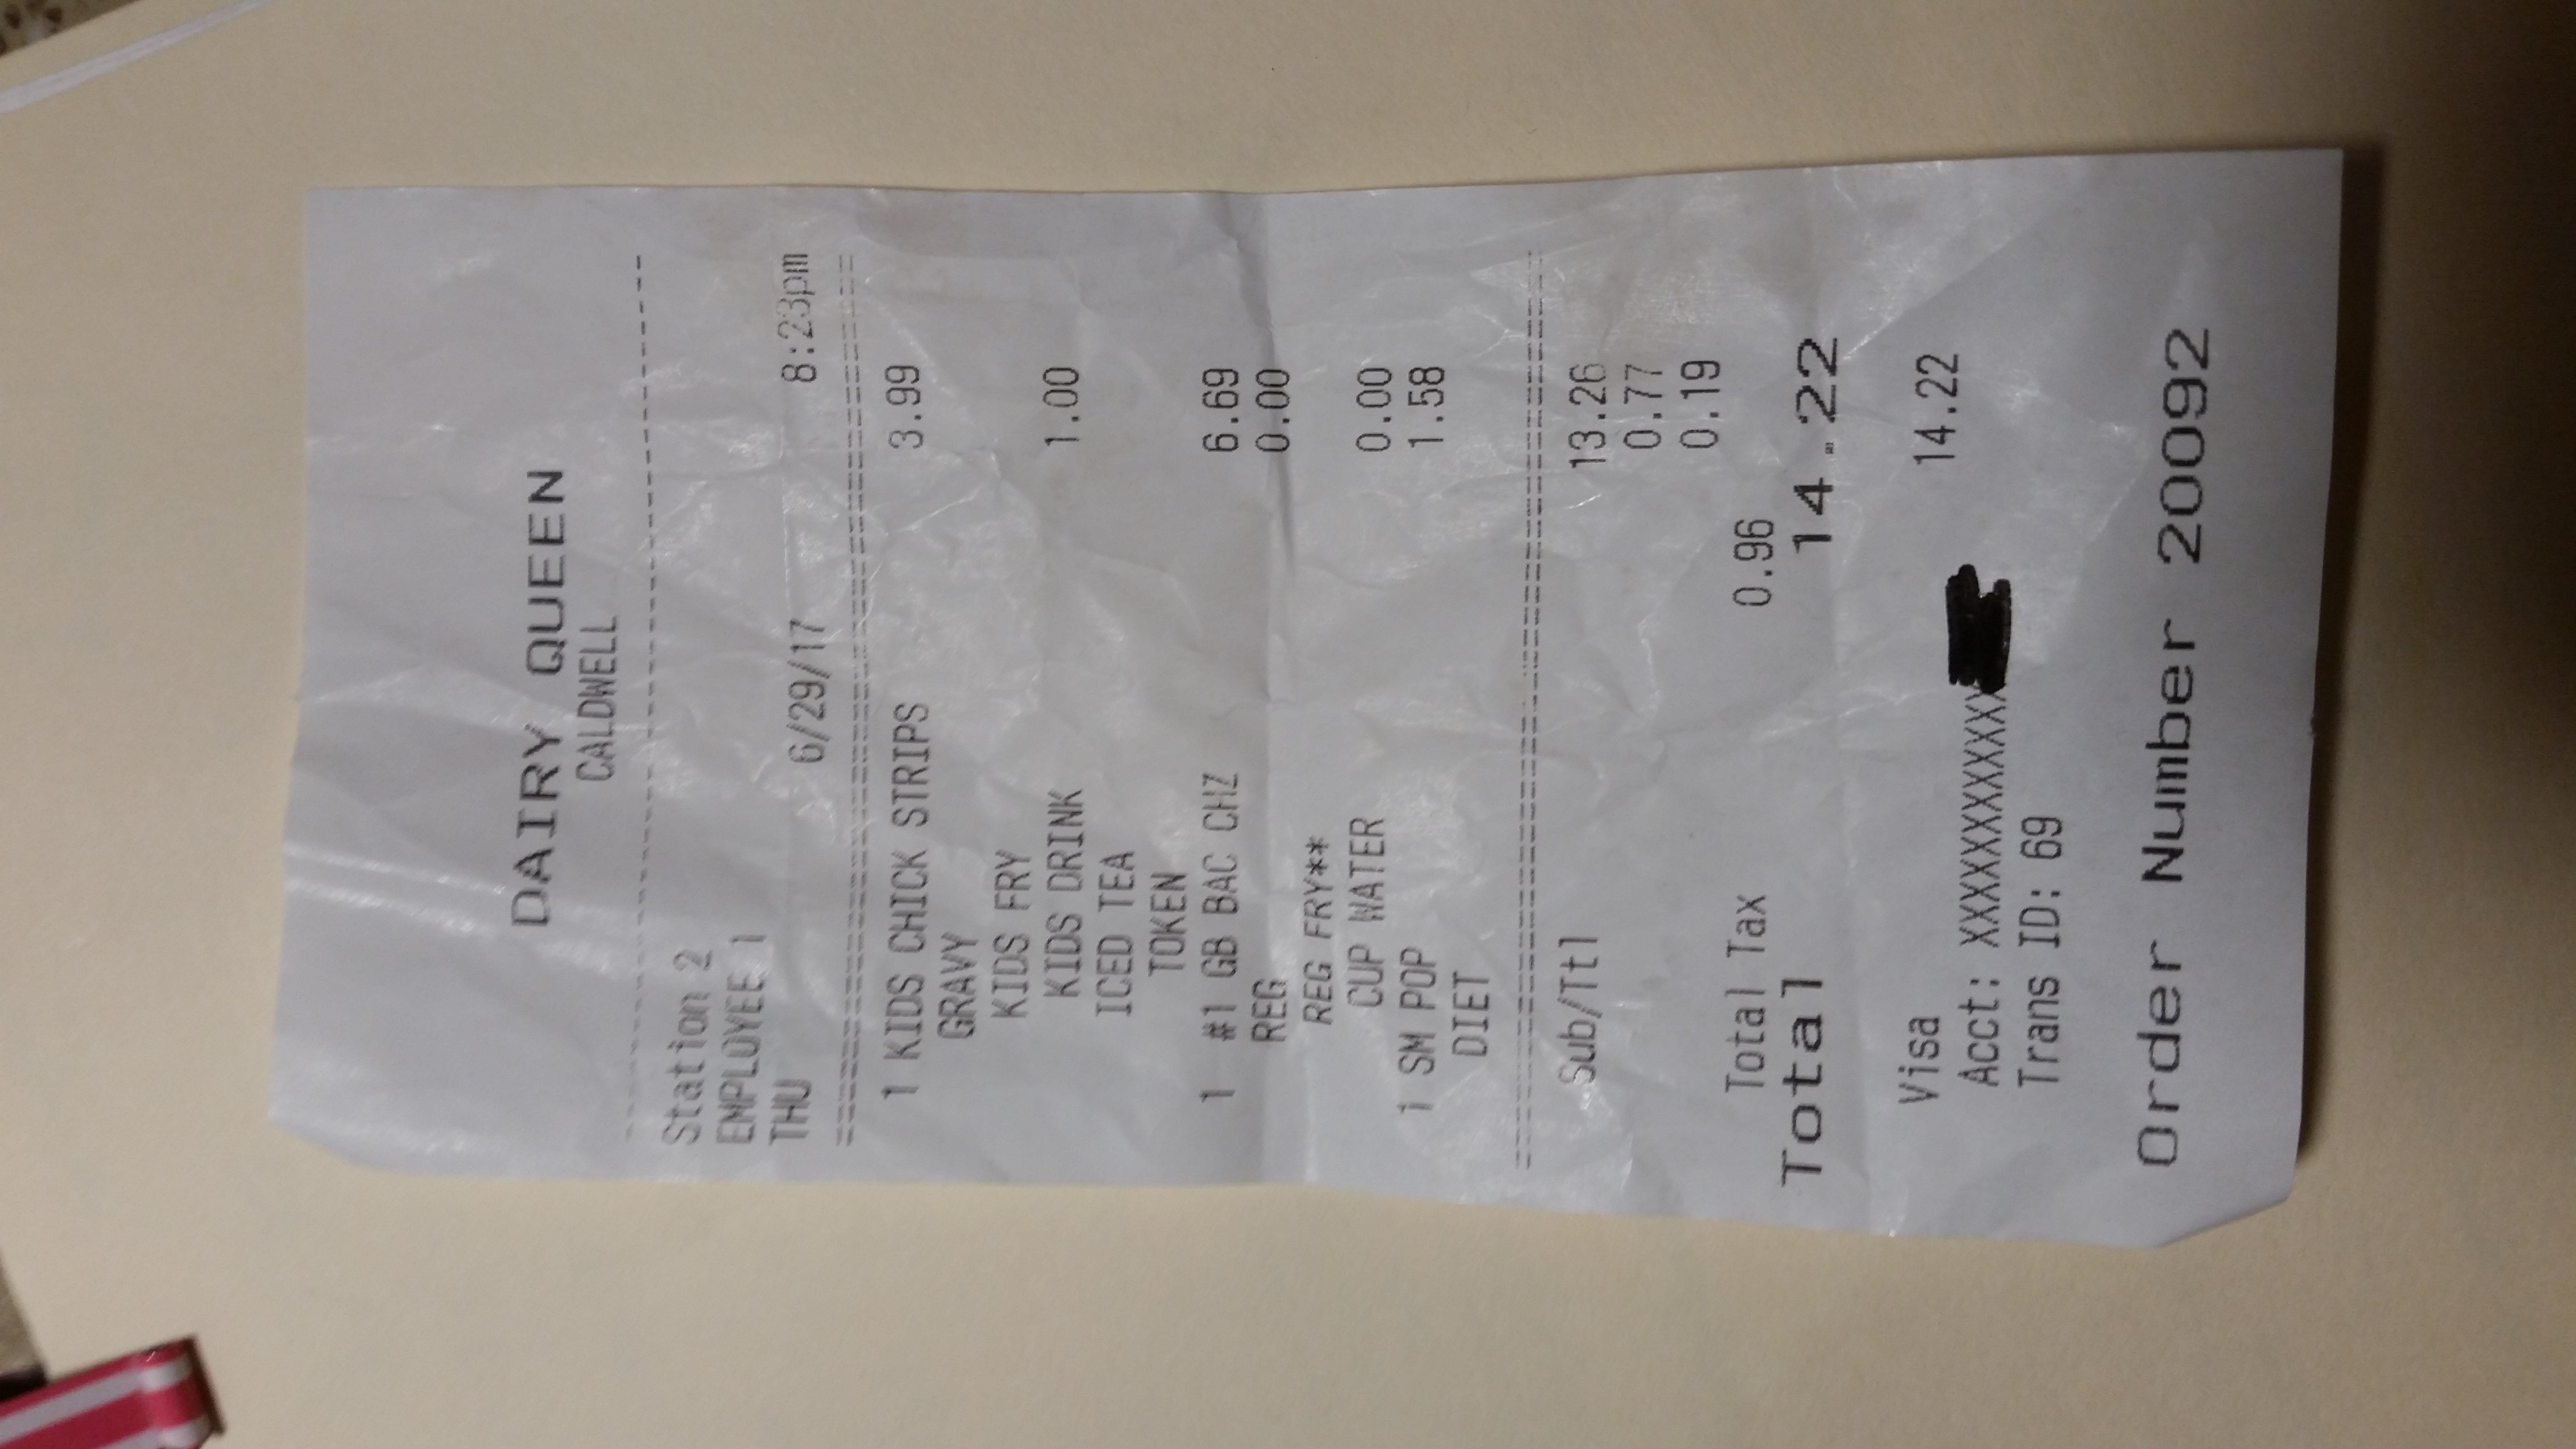 DAIRY QUEEN
CALDWELL
Station 2
EMPLOYEE 1
THU 6/29/17 8:23pm
1 KIDS CHICK STRIPS 3.99
GRAVY
KIDS FRY
KIDS DRINK 1.00
ICED TEA
TOKEN
1 #1 GB BAC CHZ 6.69
REG 0.00
REG FRY**
CUP WATER 0.00
1 SM POP 1.58
DIET
Sub/Ttl 13.26
0.77
0.19
Total Tax 0.96
Total 14.22
Visa 14.22
Acct: XXXXXXXXXXXX
Trans ID: 69
Order Number 20092